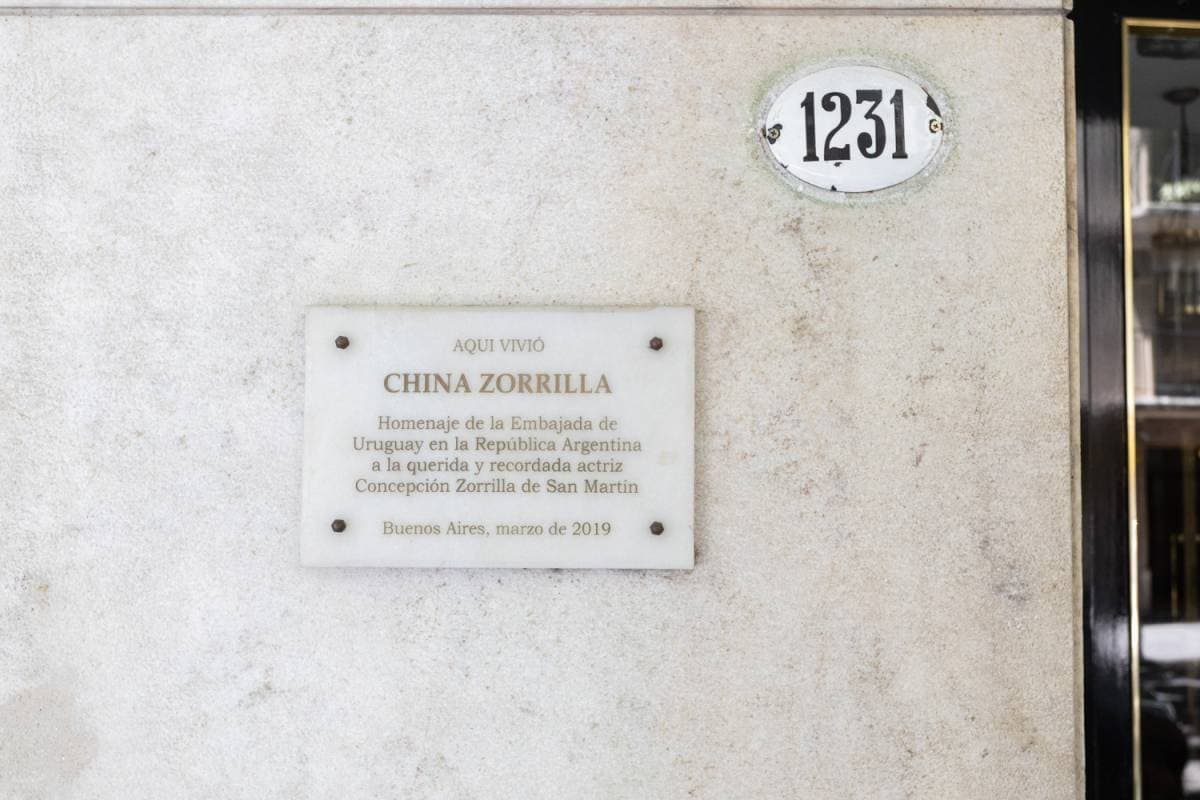 1231
AQUI VIVIÓ
CHINA ZORRILLA
Homenaje de la Embajada de
Uruguay en la República Argentina
a la querida y recordada actriz
Concepción Zorrilla de San Martín
Buenos Aires, marzo de 2019